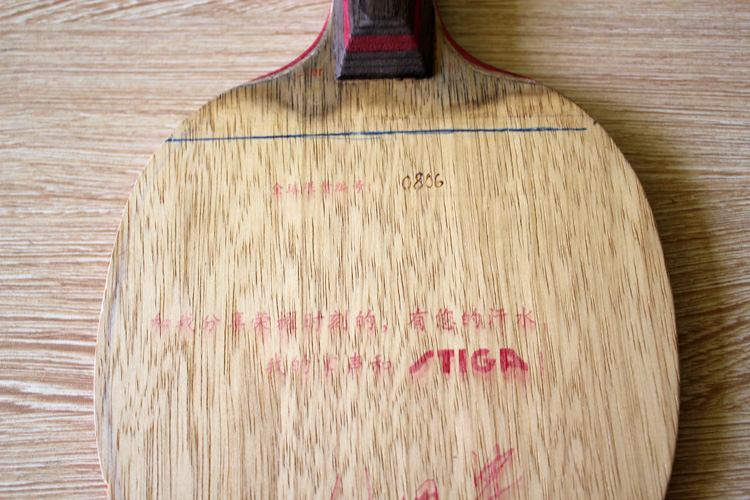 全球限量编号: 0806
和我分享荣耀时刻的,有您的汗水
我的掌声和 STIGA!